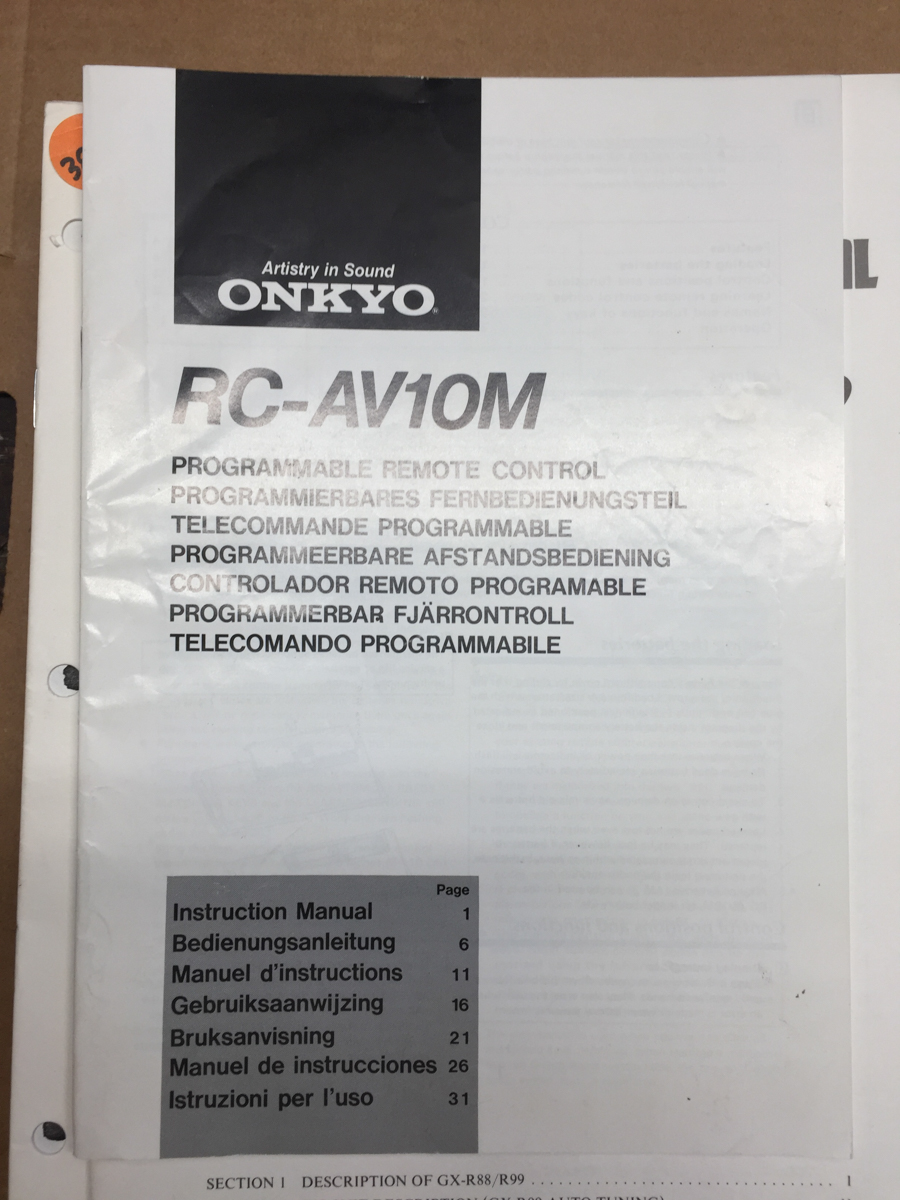 Artistry in Sound
ONKYO®
RC-AV10M
PROGRAMMABLE REMOTE CONTROL
PROGRAMMIERBARES FERNBEDIENUNGSTEIL
TELECOMMANDE PROGRAMMABLE
PROGRAMMEERBARE AFSTANDSBEDIENING
CONTROLADOR REMOTO PROGRAMABLE
PROGRAMMERBAR FJÄRRONTROLL
TELECOMANDO PROGRAMMABILE
Page
Instruction Manual 1
Bedienungsanleitung 6
Manuel d'instructions 11
Gebruiksaanwijzing 16
Bruksanvisning 21
Manuel de instrucciones 26
Istruzioni per l'uso 31
SECTION 1 DESCRIPTION OF GX-R88/R99 . . . . . . . . . . . . . . . . . . . . . . . . . . . . . . . . 1